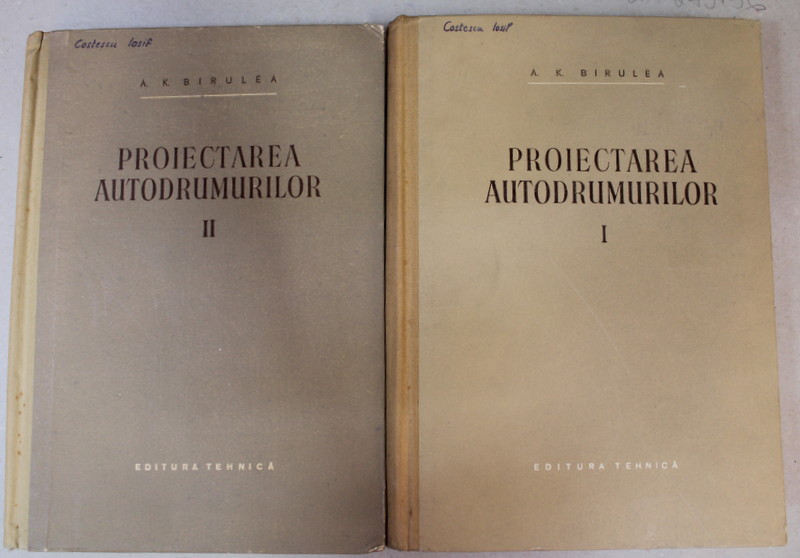 Costescu Iosif
A. K. BIRULEA
PROIECTAREA
AUTODRUMURILOR
II
EDITURA TEHNICĂ
Costescu Iosif
A. K. BIRULEA
PROIECTAREA
AUTODRUMURILOR
I
EDITURA TEHNICĂ